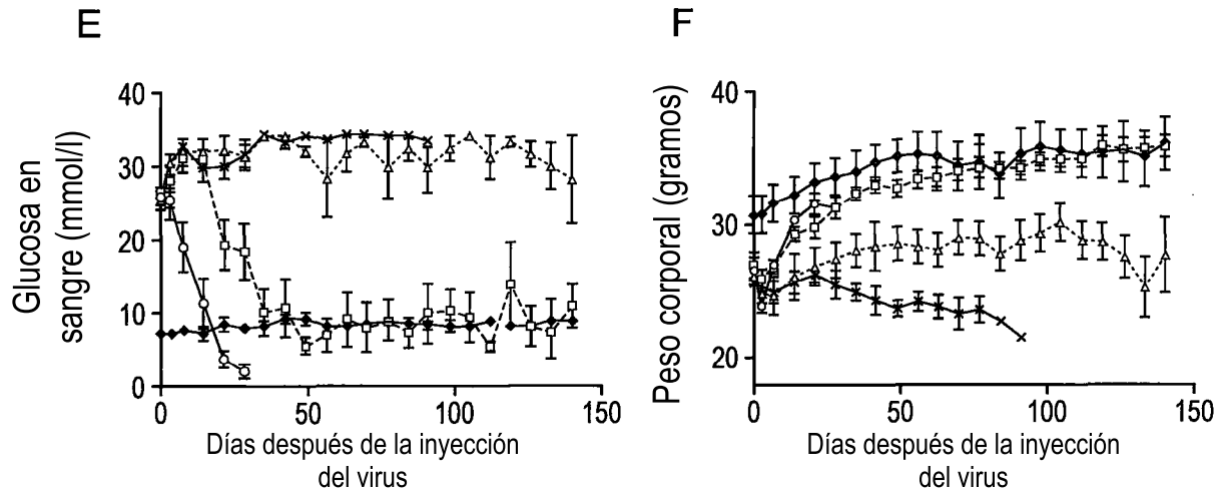 E
Glucosa en
sangre (mmol/l)
40
30
20
10
0
0
50
100
150
Días después de la inyección
del virus
F
Peso corporal (gramos)
40
30
20
0
50
100
150
Días después de la inyección
del virus